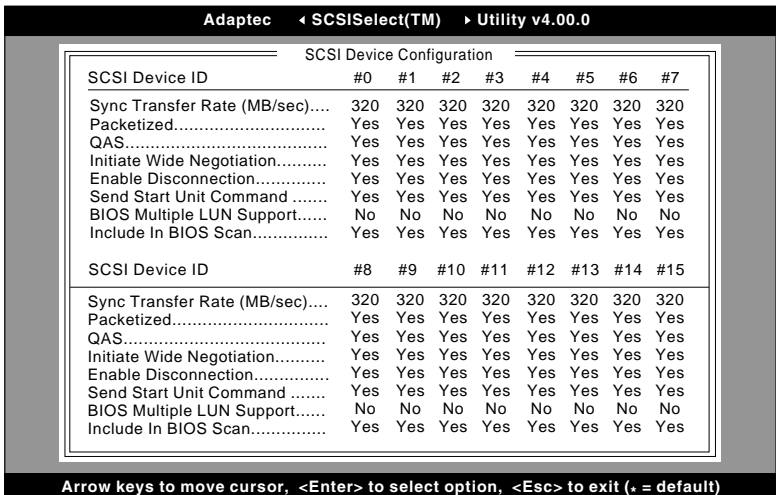 Adaptec ◂ SCSISelect(TM) ▸ Utility v4.00.0
SCSI Device Configuration
SCSI Device ID #0 #1 #2 #3 #4 #5 #6 #7
Sync Transfer Rate (MB/sec).... 320 320 320 320 320 320 320 320
Packetized.............................. Yes Yes Yes Yes Yes Yes Yes Yes
QAS........................................ Yes Yes Yes Yes Yes Yes Yes Yes
Initiate Wide Negotiation.......... Yes Yes Yes Yes Yes Yes Yes Yes
Enable Disconnection.............. Yes Yes Yes Yes Yes Yes Yes Yes
Send Start Unit Command ....... Yes Yes Yes Yes Yes Yes Yes Yes
BIOS Multiple LUN Support...... No No No No No No No No
Include In BIOS Scan............... Yes Yes Yes Yes Yes Yes Yes Yes
SCSI Device ID #8 #9 #10 #11 #12 #13 #14 #15
Sync Transfer Rate (MB/sec).... 320 320 320 320 320 320 320 320
Packetized............................... Yes Yes Yes Yes Yes Yes Yes Yes
QAS........................................ Yes Yes Yes Yes Yes Yes Yes Yes
Initiate Wide Negotiation.......... Yes Yes Yes Yes Yes Yes Yes Yes
Enable Disconnection............... Yes Yes Yes Yes Yes Yes Yes Yes
Send Start Unit Command ....... Yes Yes Yes Yes Yes Yes Yes Yes
BIOS Multiple LUN Support...... No No No No No No No No
Include In BIOS Scan............... Yes Yes Yes Yes Yes Yes Yes Yes
Arrow keys to move cursor, <Enter> to select option, <Esc> to exit (* = default)